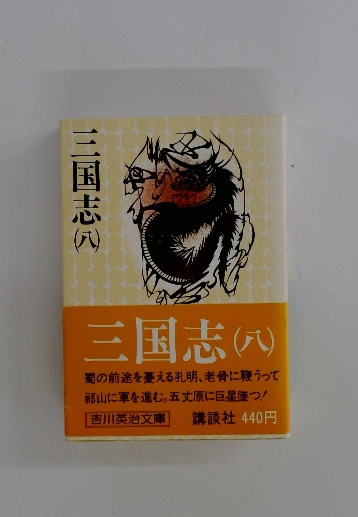 三国志(八)
三国志(八)
蜀の前途を憂える孔明、老骨に鞭うって
祁山に軍を進む。五丈原に巨星墜つ!
吉川英治文庫 講談社 440円